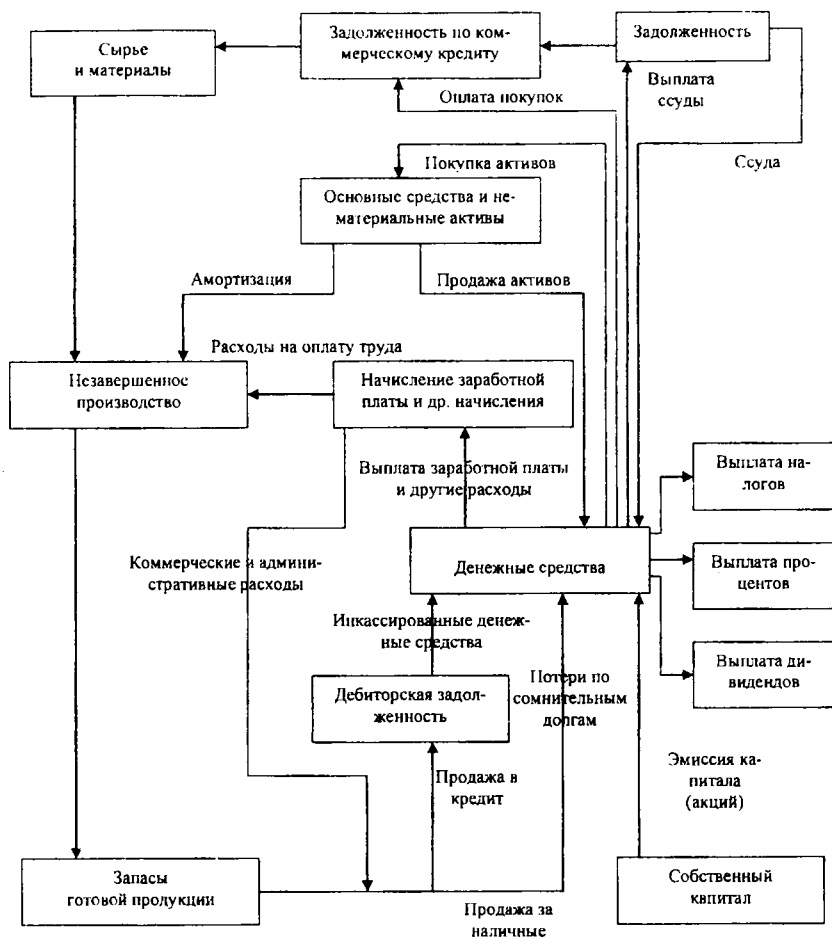 Сырье
и материалы
Задолженность по ком-
мерческому кредиту
Задолженность
Оплата покупок
Выплата
ссуды
Ссуда
Покупка активов
Основные средства и не-
материальные активы
Амортизация
Продажа активов
Расходы на оплату труда
Незавершенное
производство
Начисление заработной
платы и др. начисления
Выплата заработной платы
и другие расходы
Выплата на-
логов
Коммерческие и админи-
стративные расходы
Денежные средства
Выплата про-
центов
Инкассированные денеж-
ные средства
Выплата ди-
видендов
Дебиторская задол-
женность
Потери по
сомнительным
долгам
Продажа в
кредит
Эмиссия ка-
питала
(акций)
Запасы
готовой продукции
Продажа за
наличные
Собственный
квпитал